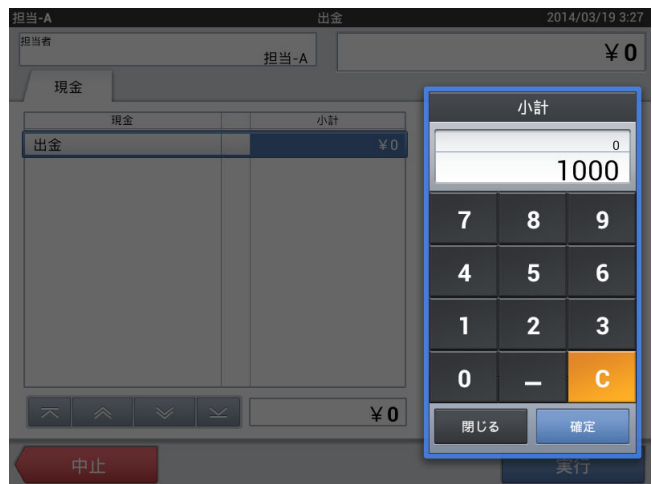 担当-A 出金 2014/03/19 3:27
担当者
担当-A
¥0
現金
現金 小計
出金 ¥0
¥0
中止 実行
小計
0
1000
7 8 9
4 5 6
1 2 3
0 – C
閉じる 確定